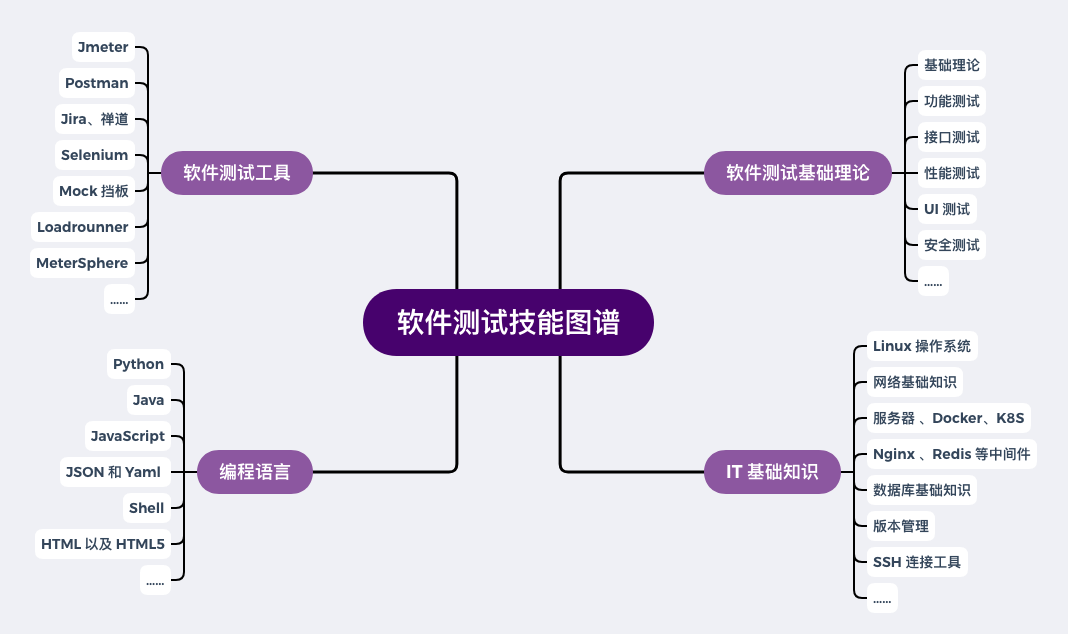 软件测试技能图谱
软件测试工具
Jmeter
Postman
Jira、禅道
Selenium
Mock 挡板
Loadrounner
MeterSphere
......
编程语言
Python
Java
JavaScript
JSON 和 Yaml
Shell
HTML 以及 HTML5
......
软件测试基础理论
基础理论
功能测试
接口测试
性能测试
UI 测试
安全测试
......
IT 基础知识
Linux 操作系统
网络基础知识
服务器 、Docker、K8S
Nginx 、Redis 等中间件
数据库基础知识
版本管理
SSH 连接工具
......